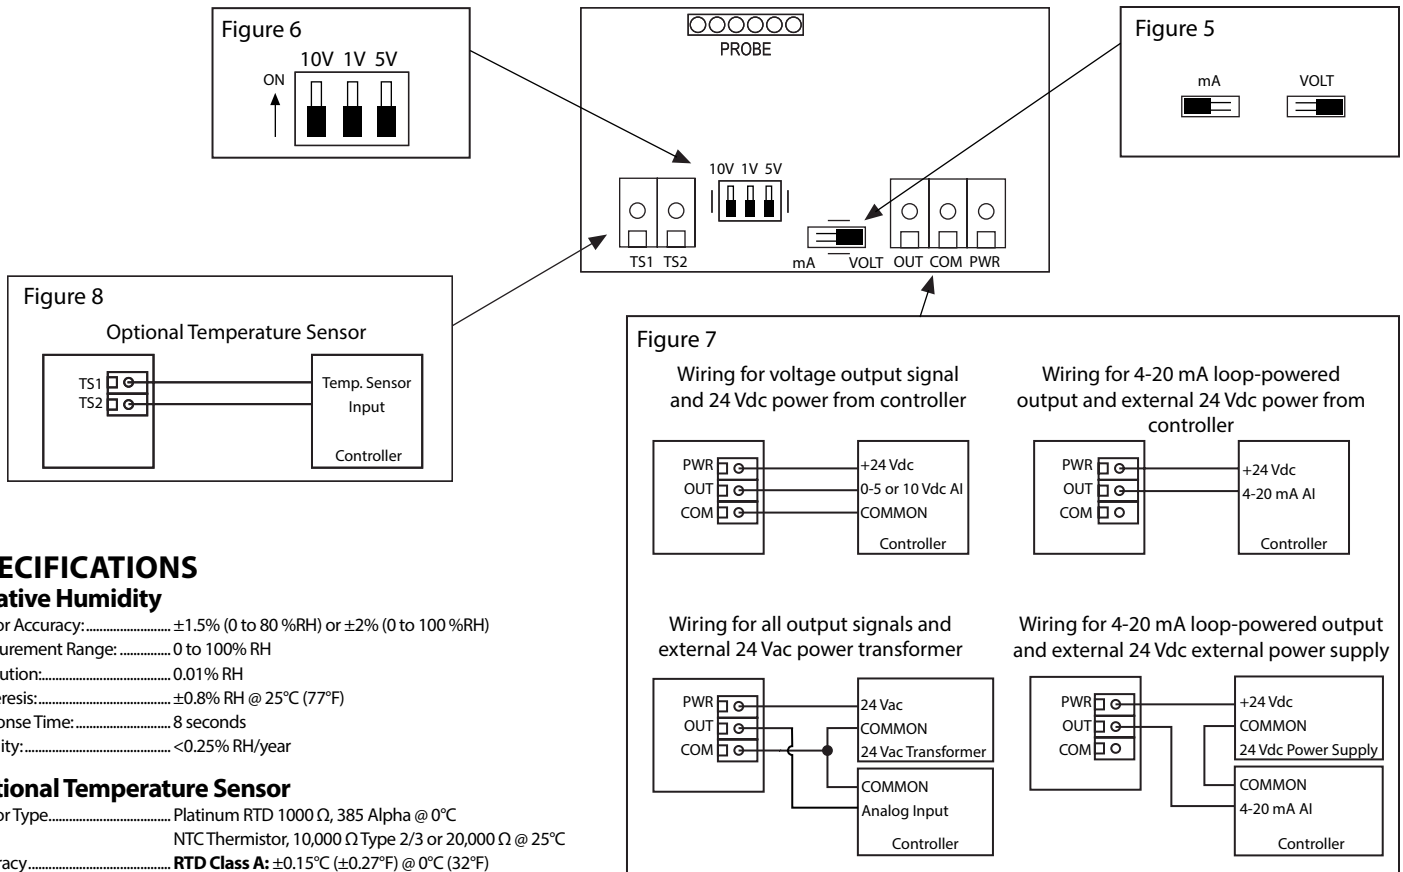 Figure 6
10V 1V 5V
ON
PROBE
10V 1V 5V
TS1 TS2
mA VOLT OUT COM PWR
Figure 5
mA VOLT
Figure 8
Optional Temperature Sensor
TS1
TS2
Temp. Sensor
Input
Controller
Figure 7
Wiring for voltage output signal
and 24 Vdc power from controller
PWR
OUT
COM
+24 Vdc
0-5 or 10 Vdc AI
COMMON
Controller
Wiring for 4-20 mA loop-powered
output and external 24 Vdc power from
controller
PWR
OUT
COM
+24 Vdc
4-20 mA AI
Controller
Wiring for all output signals and
external 24 Vac power transformer
PWR
OUT
COM
24 Vac
COMMON
24 Vac Transformer
COMMON
Analog Input
Controller
Wiring for 4-20 mA loop-powered output
and external 24 Vdc external power supply
PWR
OUT
COM
+24 Vdc
COMMON
24 Vdc Power Supply
COMMON
4-20 mA AI
Controller
ECIFICATIONS
ative Humidity
or Accuracy: ±1.5% (0 to 80 %RH) or ±2% (0 to 100 %RH)
urement Range: 0 to 100% RH
ution: 0.01% RH
resis: ±0.8% RH @ 25°C (77°F)
onse Time: 8 seconds
ity: <0.25% RH/year
tional Temperature Sensor
or Type Platinum RTD 1000 Ω, 385 Alpha @ 0°C
NTC Thermistor, 10,000 Ω Type 2/3 or 20,000 Ω @ 25°C
racy RTD Class A: ±0.15°C (±0.27°F) @ 0°C (32°F)